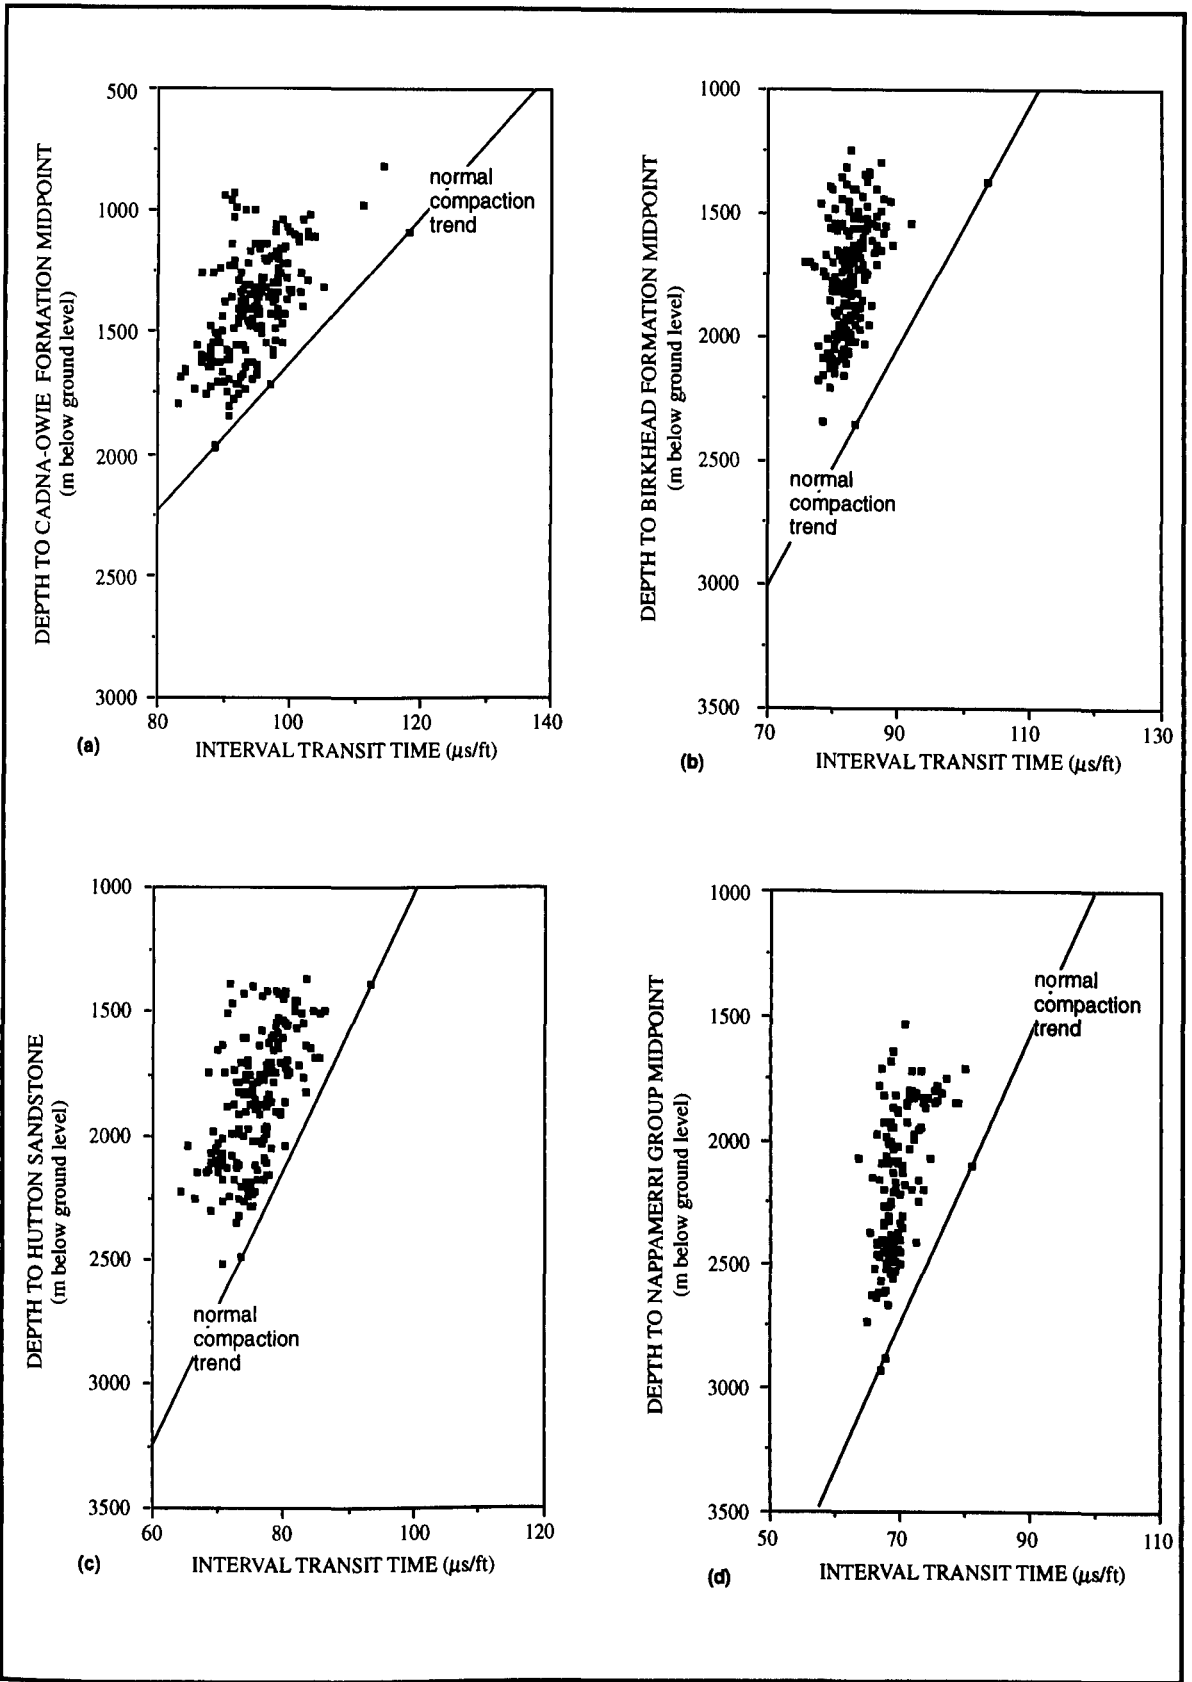 500
1000
1500
2000
2500
3000
80
100
120
140
DEPTH TO CADNA-OWIE FORMATION MIDPOINT
(m below ground level)
normal
compaction
trend
(a)
INTERVAL TRANSIT TIME (µs/ft)
1000
1500
2000
2500
3000
3500
70
90
110
130
DEPTH TO BIRKHEAD FORMATION MIDPOINT
(m below ground level)
normal
compaction
trend
(b)
INTERVAL TRANSIT TIME (µs/ft)
1000
1500
2000
2500
3000
3500
60
80
100
120
DEPTH TO HUTTON SANDSTONE
(m below ground level)
normal
compaction
trend
(c)
INTERVAL TRANSIT TIME (µs/ft)
1000
1500
2000
2500
3000
3500
50
70
90
110
DEPTH TO NAPPAMERRI GROUP MIDPOINT
(m below ground level)
normal
compaction
trend
(d)
INTERVAL TRANSIT TIME (µs/ft)